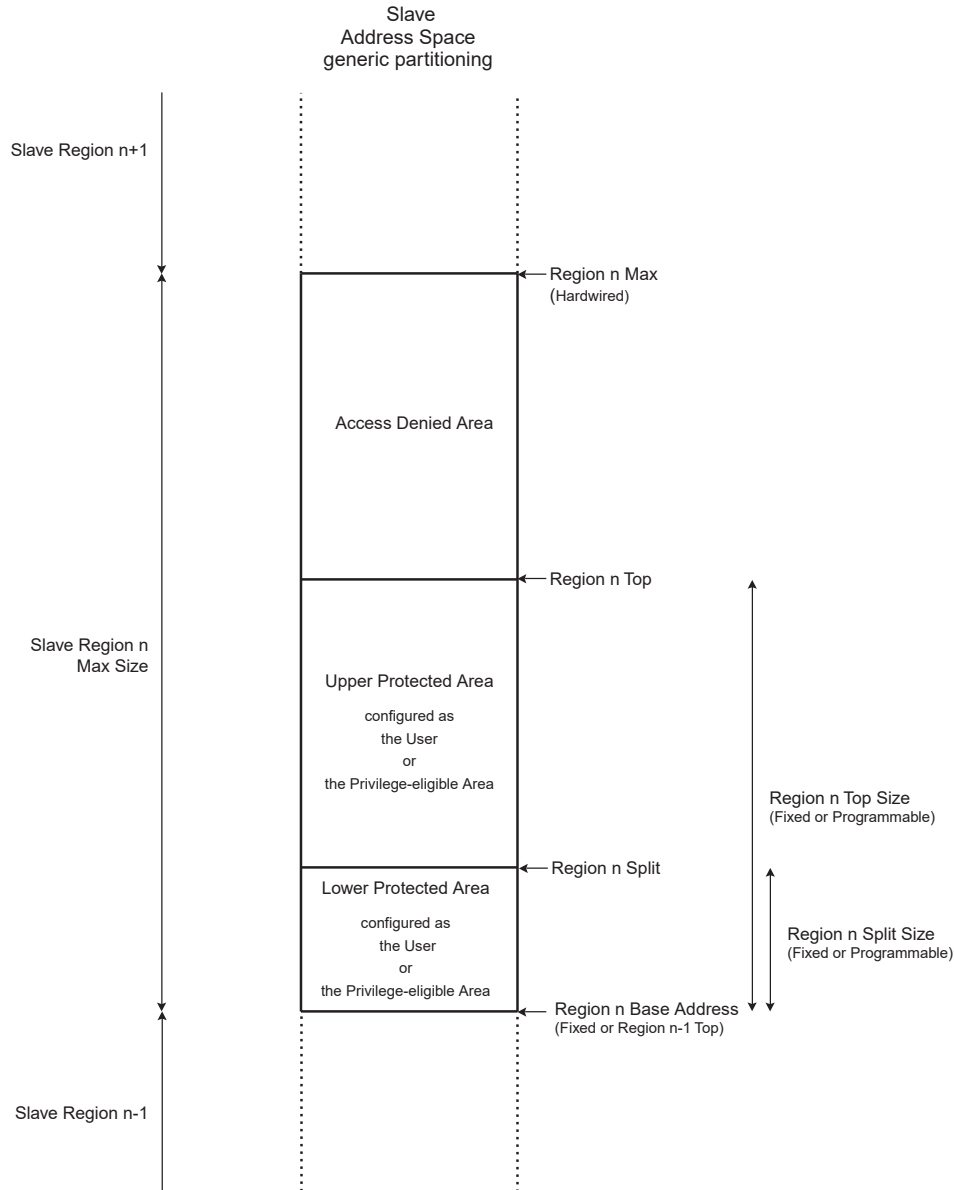 Slave
Address Space
generic partitioning
Slave Region n+1
Region n Max
(Hardwired)
Access Denied Area
Region n Top
Slave Region n
Max Size
Upper Protected Area
configured as
the User
or
the Privilege-eligible Area
Region n Top Size
(Fixed or Programmable)
Region n Split
Lower Protected Area
configured as
the User
or
the Privilege-eligible Area
Region n Split Size
(Fixed or Programmable)
Region n Base Address
(Fixed or Region n-1 Top)
Slave Region n-1